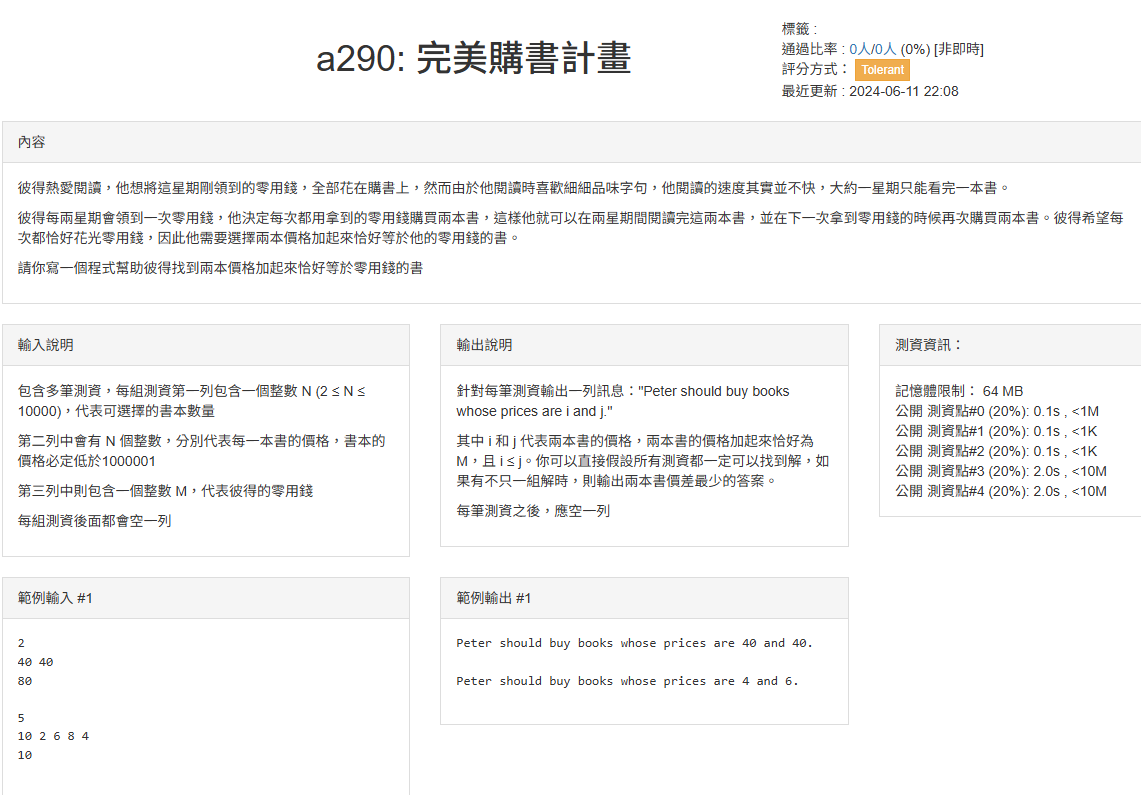 a290: 完美購書計畫
標籤 :
通過比率 : 0人/0人 (0%) [非即時]
評分方式： Tolerant
最近更新 : 2024-06-11 22:08
內容
彼得熱愛閱讀，他想將這星期剛領到的零用錢，全部花在購書上，然而由於他閱讀時喜歡細細品味字句，他閱讀的速度其實並不快，大約一星期只能看完一本書。
彼得每兩星期會領到一次零用錢，他決定每次都用拿到的零用錢購買兩本書，這樣他就可以在兩星期間閱讀完這兩本書，並在下一次拿到零用錢的時候再次購買兩本書。彼得希望每
次都恰好花光零用錢，因此他需要選擇兩本價格加起來恰好等於他的零用錢的書。
請你寫一個程式幫助彼得找到兩本價格加起來恰好等於零用錢的書
輸入說明
包含多筆測資，每組測資第一列包含一個整數 N (2 ≤ N ≤
10000)，代表可選擇的書本數量
第二列中會有 N 個整數，分別代表每一本書的價格，書本的
價格必定低於1000001
第三列中則包含一個整數 M，代表彼得的零用錢
每組測資後面都會空一列
輸出說明
針對每筆測資輸出一列訊息："Peter should buy books
whose prices are i and j."
其中 i 和 j 代表兩本書的價格，兩本書的價格加起來恰好為
M，且 i ≤ j。你可以直接假設所有測資都一定可以找到解，如
果有不只一組解時，則輸出兩本書價差最少的答案。
每筆測資之後，應空一列
測資資訊：
記憶體限制： 64 MB
公開 測資點#0 (20%): 0.1s , <1M
公開 測資點#1 (20%): 0.1s , <1K
公開 測資點#2 (20%): 0.1s , <1K
公開 測資點#3 (20%): 2.0s , <10M
公開 測資點#4 (20%): 2.0s , <10M
範例輸入 #1
2
40 40
80
5
10 2 6 8 4
10
範例輸出 #1
Peter should buy books whose prices are 40 and 40.
Peter should buy books whose prices are 4 and 6.